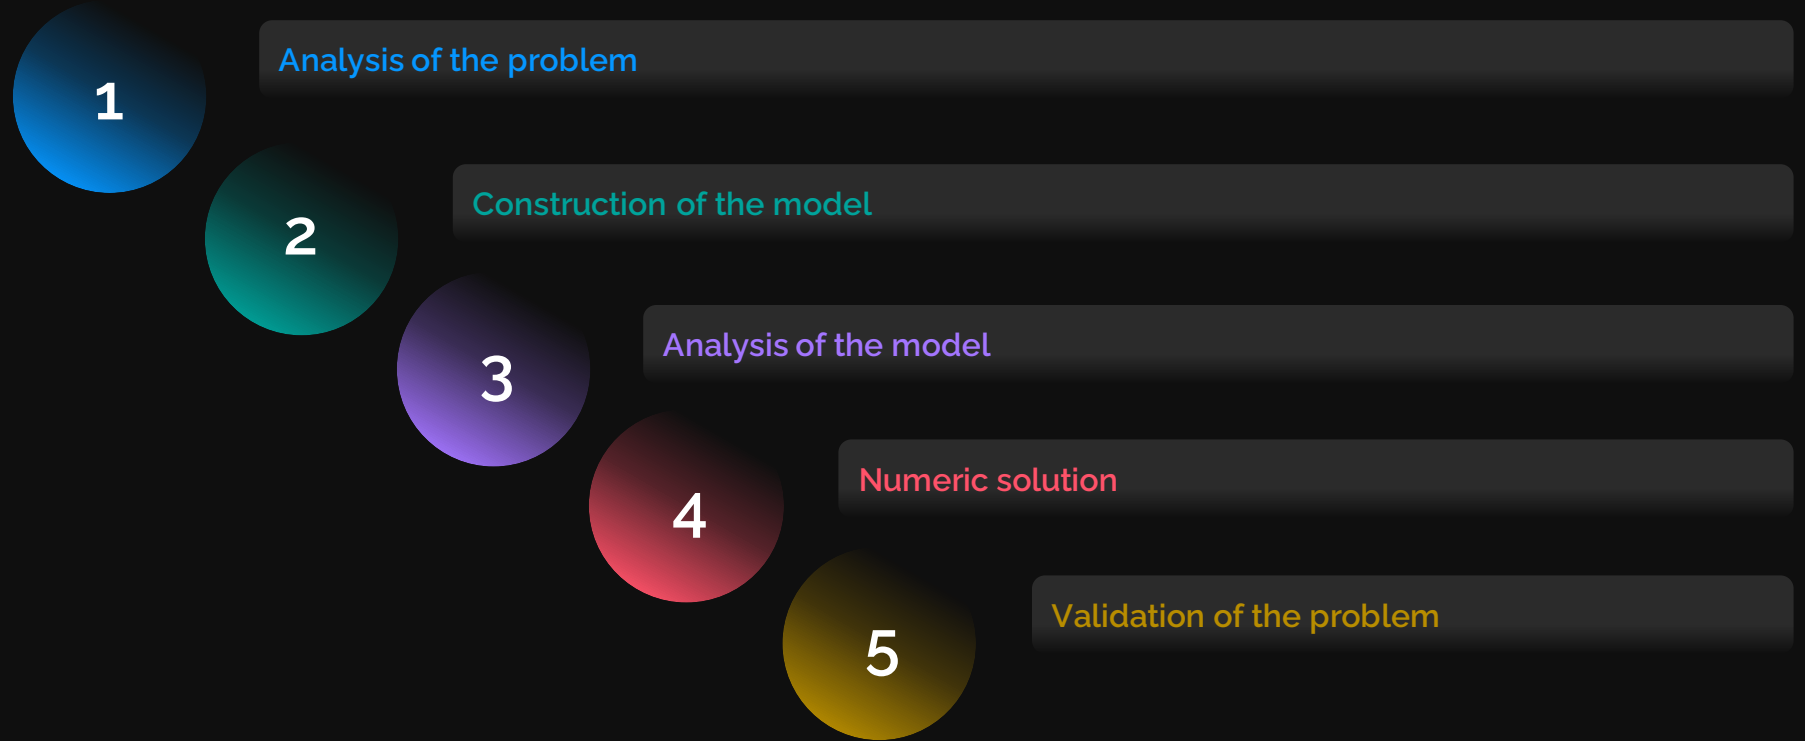 1
Analysis of the problem
2
Construction of the model
3
Analysis of the model
4
Numeric solution
5
Validation of the problem